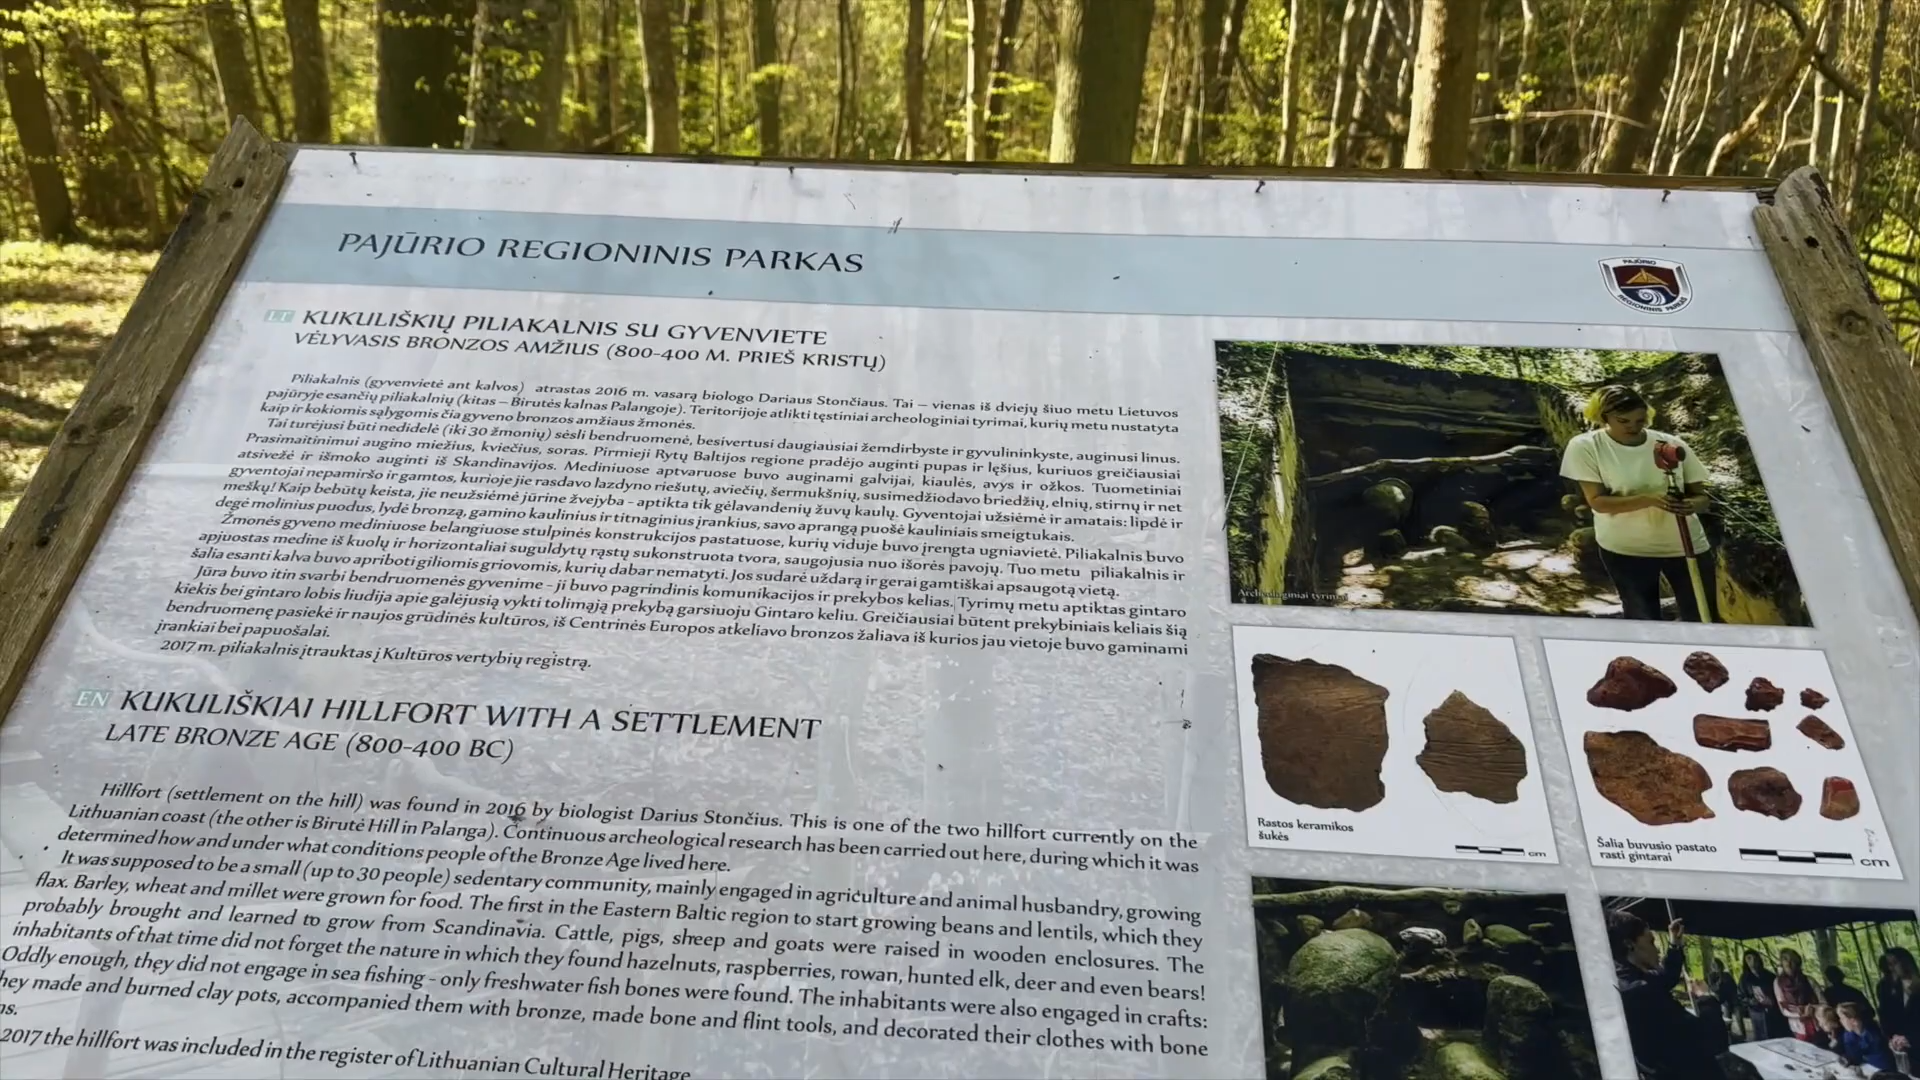 PAJŪRIO REGIONINIS PARKAS
PAJŪRIO
REGIONINIS PARKAS
LT KUKULIŠKIŲ PILIAKALNIS SU GYVENVIETE
VĖLYVASIS BRONZOS AMŽIUS (800-400 M. PRIEŠ KRISTŲ)
Piliakalnis (gyvenvietė ant kalvos) atrastas 2016 m. vasarą biologo Dariaus Stončiaus. Tai – vienas iš dviejų šiuo metu Lietuvos
pajūryje esančių piliakalnių (kitas – Birutės kalnas Palangoje). Teritorijoje atlikti tęstiniai archeologiniai tyrimai, kurių metu nustatyta
kaip ir kokiomis sąlygomis čia gyveno bronzos amžiaus žmonės.
Tai turėjusi būti nedidelė (iki 30 žmonių) sėsli bendruomenė, besivertusi daugiausiai žemdirbyste ir gyvulininkyste, auginusi linus.
Prasimaitinimui augino miežius, kviečius, soras. Pirmieji Rytų Baltijos regione pradėjo auginti pupas ir lęšius, kuriuos greičiausiai
atsivežė ir išmoko auginti iš Skandinavijos. Mediniuose aptvaruose buvo auginami galvijai, kiaulės, avys ir ožkos. Tuometiniai
gyventojai nepamiršo ir gamtos, kurioje jie rasdavo lazdyno riešutų, aviečių, šermukšnių, susimedžiodavo briedžių, elnių, stirnų ir net
meškų! Kaip bebūtų keista, jie neužsiėmė jūrine žvejyba - aptikta tik gėlavandenių žuvų kaulų. Gyventojai užsiėmė ir amatais: lipdė ir
degė molinius puodus, lydė bronzą, gamino kaulinius ir titnaginius įrankius, savo aprangą puošė kauliniais smeigtukais.
Žmonės gyveno mediniuose belangiuose stulpinės konstrukcijos pastatuose, kurių viduje buvo įrengta ugniavietė. Piliakalnis buvo
apjuostas medine iš kuolų ir horizontaliai suguldytų rąstų sukonstruota tvora, saugojusia nuo išorės pavojų. Tuo metu piliakalnis ir
šalia esanti kalva buvo apriboti giliomis griovomis, kurių dabar nematyti. Jos sudarė uždarą ir gerai gamtiškai apsaugotą vietą.
Jūra buvo itin svarbi bendruomenės gyvenime - ji buvo pagrindinis komunikacijos ir prekybos kelias. Tyrimų metu aptiktas gintaro
kiekis bei gintaro lobis liudija apie galėjusią vykti tolimąją prekybą garsiuoju Gintaro keliu. Greičiausiai būtent prekybiniais keliais šią
bendruomenę pasiekė ir naujos grūdinės kultūros, iš Centrinės Europos atkeliavo bronzos žaliava iš kurios jau vietoje buvo gaminami
įrankiai bei papuošalai.
2017 m. piliakalnis įtrauktas į Kultūros vertybių registrą.
EN KUKULIŠKIAI HILLFORT WITH A SETTLEMENT
LATE BRONZE AGE (800-400 BC)
Hillfort (settlement on the hill) was found in 2016 by biologist Darius Stončius. This is one of the two hillfort currently on the
Lithuanian coast (the other is Birutė Hill in Palanga). Continuous archeological research has been carried out here, during which it was
determined how and under what conditions people of the Bronze Age lived here.
It was supposed to be a small (up to 30 people) sedentary community, mainly engaged in agriculture and animal husbandry, growing
flax. Barley, wheat and millet were grown for food. The first in the Eastern Baltic region to start growing beans and lentils, which they
probably brought and learned to grow from Scandinavia. Cattle, pigs, sheep and goats were raised in wooden enclosures. The
inhabitants of that time did not forget the nature in which they found hazelnuts, raspberries, rowan, hunted elk, deer and even bears!
Oddly enough, they did not engage in sea fishing - only freshwater fish bones were found. The inhabitants were also engaged in crafts:
hey made and burned clay pots, accompanied them with bronze, made bone and flint tools, and decorated their clothes with bone
ns.
2017 the hillfort was included in the register of Lithuanian Cultural Heritage
Archeologiniai tyrimai
Rastos keramikos
šukės
cm
Šalia buvusio pastato
rasti gintarai
cm